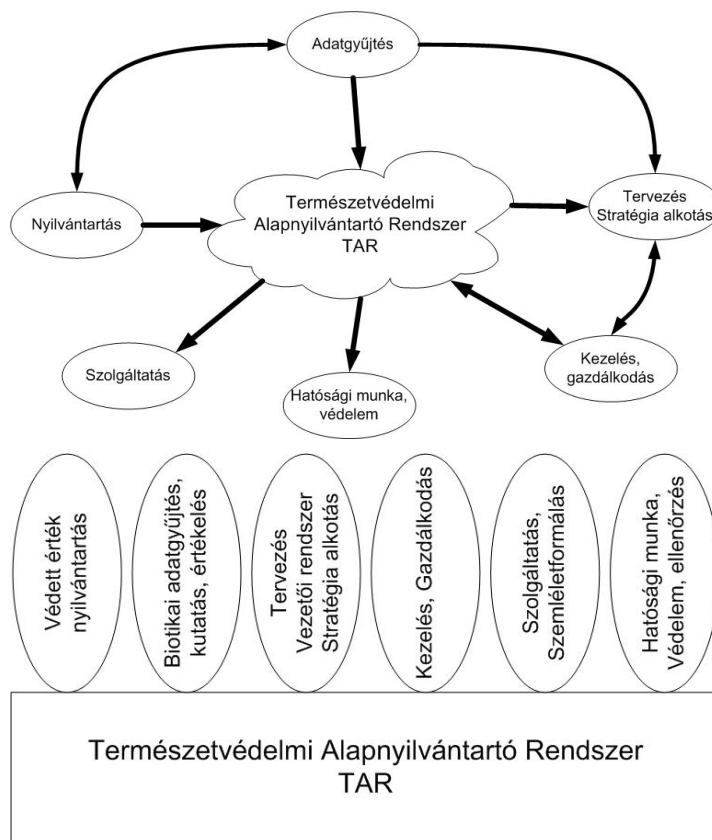 Adatgyűjtés
Természetvédelmi
Alapnyilvántartó Rendszer
TAR
Nyilvántartás
Tervezés
Stratégia alkotás
Szolgáltatás
Hatósági munka,
védelem
Kezelés,
gazdálkodás
Védett érték
nyilvántartás
Biotikai adatgyűjtés,
kutatás, értékelés
Tervezés
Vezetői rendszer
Stratégia alkotás
Kezelés, Gazdálkodás
Szolgáltatás,
Szemléletformálás
Hatósági munka,
Védelem, ellenőrzés
Természetvédelmi Alapnyilvántartó Rendszer
TAR